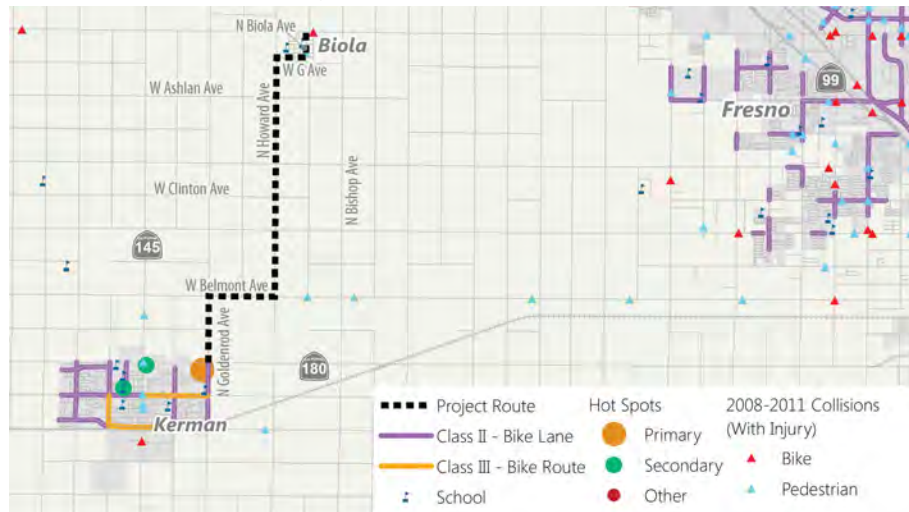 N Biola Ave
Biola
W G Ave
W Ashlan Ave
N Howard Ave
99
Fresno
W Clinton Ave
N Bishop Ave
145
W Belmont Ave
N Goldenrod Ave
180
Kerman
Project Route
Class II - Bike Lane
Class III - Bike Route
School
Hot Spots
Primary
Secondary
Other
2008-2011 Collisions
(With Injury)
Bike
Pedestrian